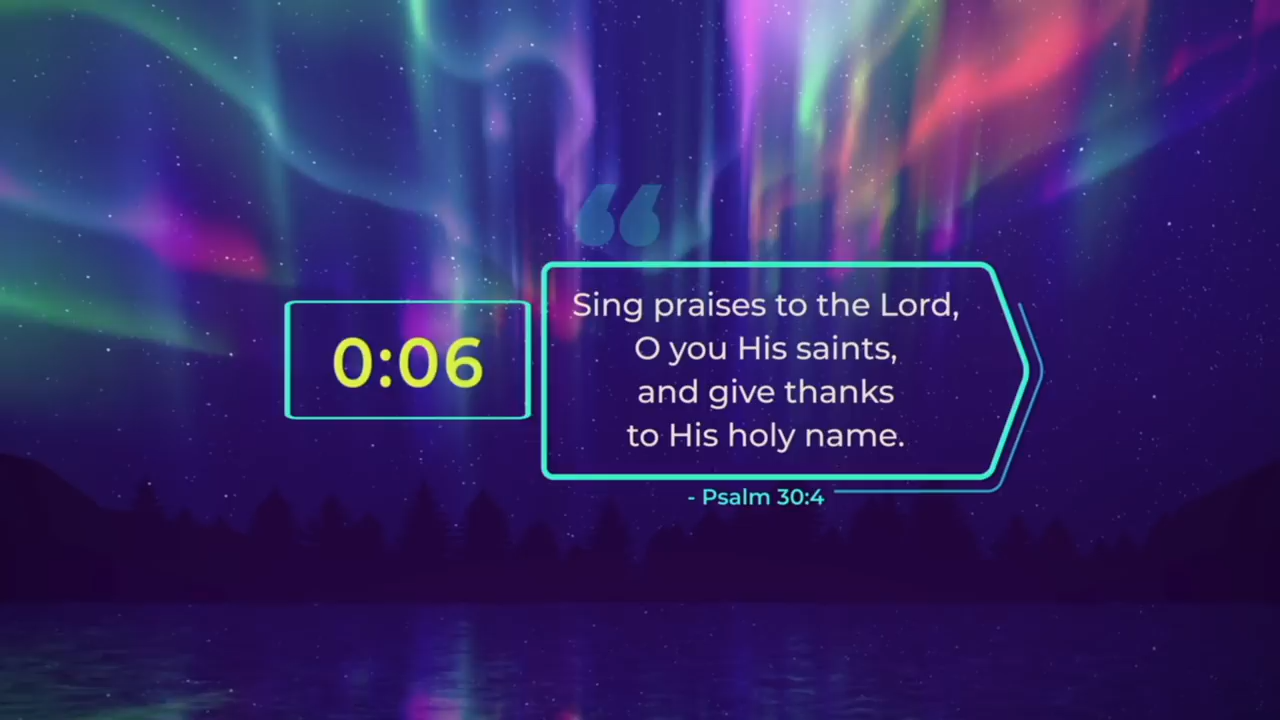 0:06
“
Sing praises to the Lord,
O you His saints,
and give thanks
to His holy name.
- Psalm 30:4